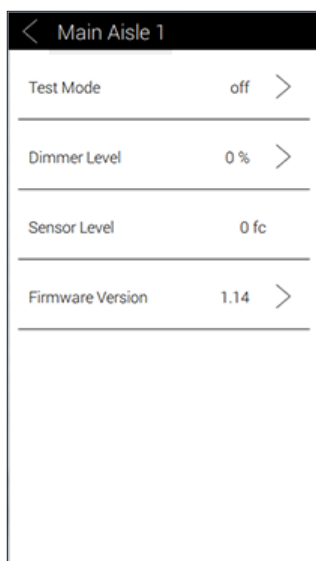 Main Aisle 1
Test Mode off
Dimmer Level 0 %
Sensor Level 0 fc
Firmware Version 1.14